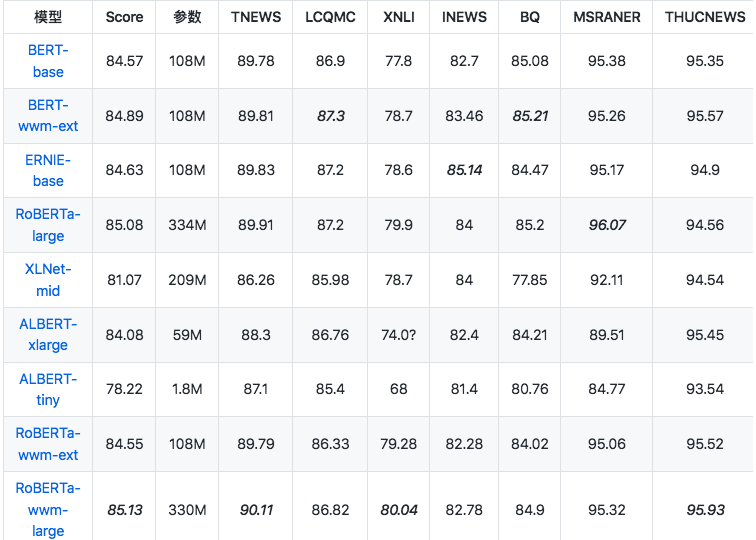 模型 Score 参数 TNEWS LCQMC XNLI INEWS BQ MSRANER THUCNEWS
BERT-
base 84.57 108M 89.78 86.9 77.8 82.7 85.08 95.38 95.35
BERT-
wwm-ext 84.89 108M 89.81 87.3 78.7 83.46 85.21 95.26 95.57
ERNIE-
base 84.63 108M 89.83 87.2 78.6 85.14 84.47 95.17 94.9
RoBERTa-
large 85.08 334M 89.91 87.2 79.9 84 85.2 96.07 94.56
XLNet-
mid 81.07 209M 86.26 85.98 78.7 84 77.85 92.11 94.54
ALBERT-
xlarge 84.08 59M 88.3 86.76 74.0? 82.4 84.21 89.51 95.45
ALBERT-
tiny 78.22 1.8M 87.1 85.4 68 81.4 80.76 84.77 93.54
RoBERTa-
wwm-ext 84.55 108M 89.79 86.33 79.28 82.28 84.02 95.06 95.52
RoBERTa-
wwm- 85.13 330M 90.11 86.82 80.04 82.78 84.9 95.32 95.93
large